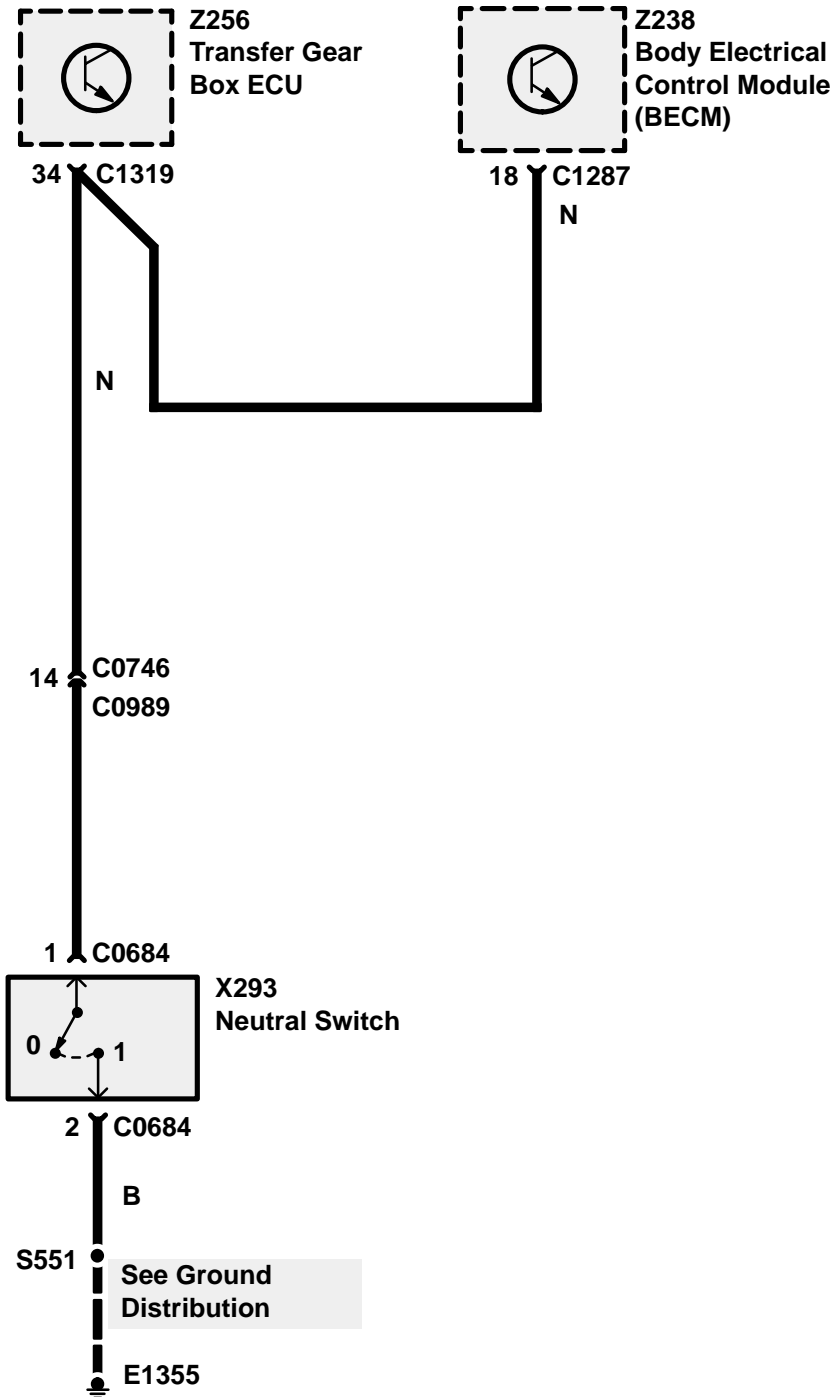 Z256
Transfer Gear
Box ECU
Z238
Body Electrical
Control Module
(BECM)
34 C1319
18 C1287
N
N
14 C0746
C0989
1 C0684
X293
Neutral Switch
0 1
2 C0684
B
S551
See Ground
Distribution
E1355